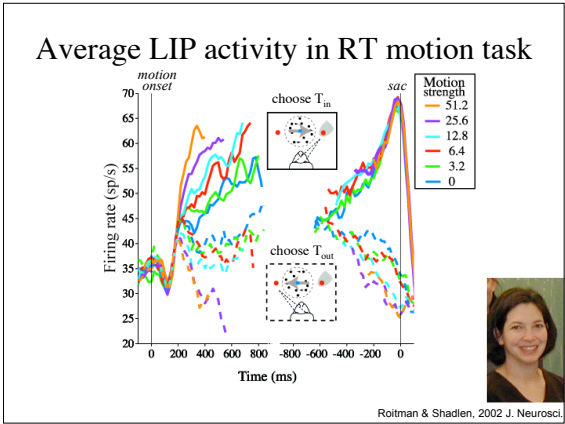 Average LIP activity in RT motion task
motion
onset
sac
choose T_in
Motion
strength
51.2
25.6
12.8
6.4
3.2
0
Firing rate (sp/s)
70
65
60
55
50
45
40
35
30
25
20
choose T_out
0 200 400 600 800 -800 -600 -400 -200 0
Time (ms)
Roitman & Shadlen, 2002 J. Neurosci.